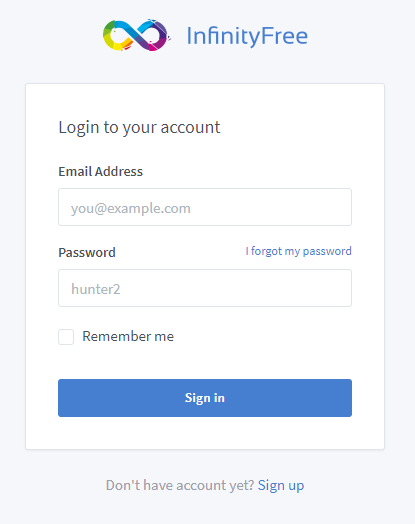 InfinityFree
Login to your account
Email Address
you@example.com
Password I forgot my password
hunter2
Remember me
Sign in
Don't have account yet? Sign up